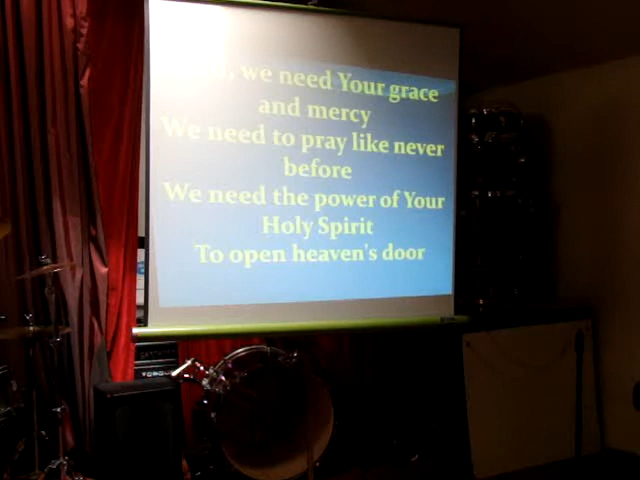 we need Your grace
and mercy
We need to pray like never
before
We need the power of Your
Holy Spirit
To open heaven's door